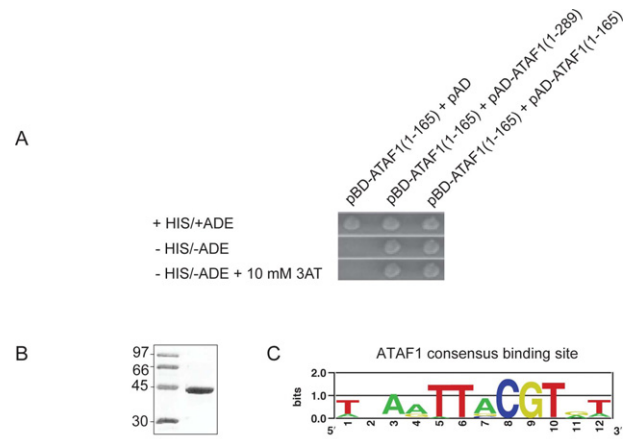 A
pBD-ATAF1(1-165) + pAD
pBD-ATAF1(1-165) + pAD-ATAF1(1-289)
pBD-ATAF1(1-165) + pAD-ATAF1(1-165)
+ HIS/+ADE
- HIS/-ADE
- HIS/-ADE + 10 mM 3AT
B
97
66
45
30
C
ATAF1 consensus binding site
bits
2.0
1.0
0.0
T AATTACGT T
5′ 1 2 3 4 5 6 7 8 9 10 11 12 3′